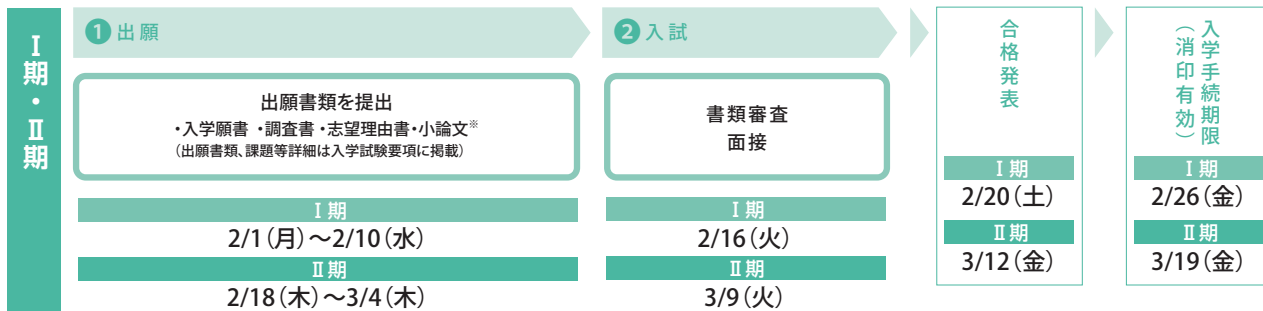 Ⅰ期・Ⅱ期
❶出願
出願書類を提出
・入学願書 ・調査書・志望理由書・小論文※
（出願書類、課題等詳細は入学試験要項に掲載）
Ⅰ期
2/1（月）～2/10（水）
Ⅱ期
2/18（木）～3/4（木）
❷入試
書類審査
面接
Ⅰ期
2/16（火）
Ⅱ期
3/9（火）
合格発表
Ⅰ期
2/20（土）
Ⅱ期
3/12（金）
入学手続期限
（消印有効）
Ⅰ期
2/26（金）
Ⅱ期
3/19（金）